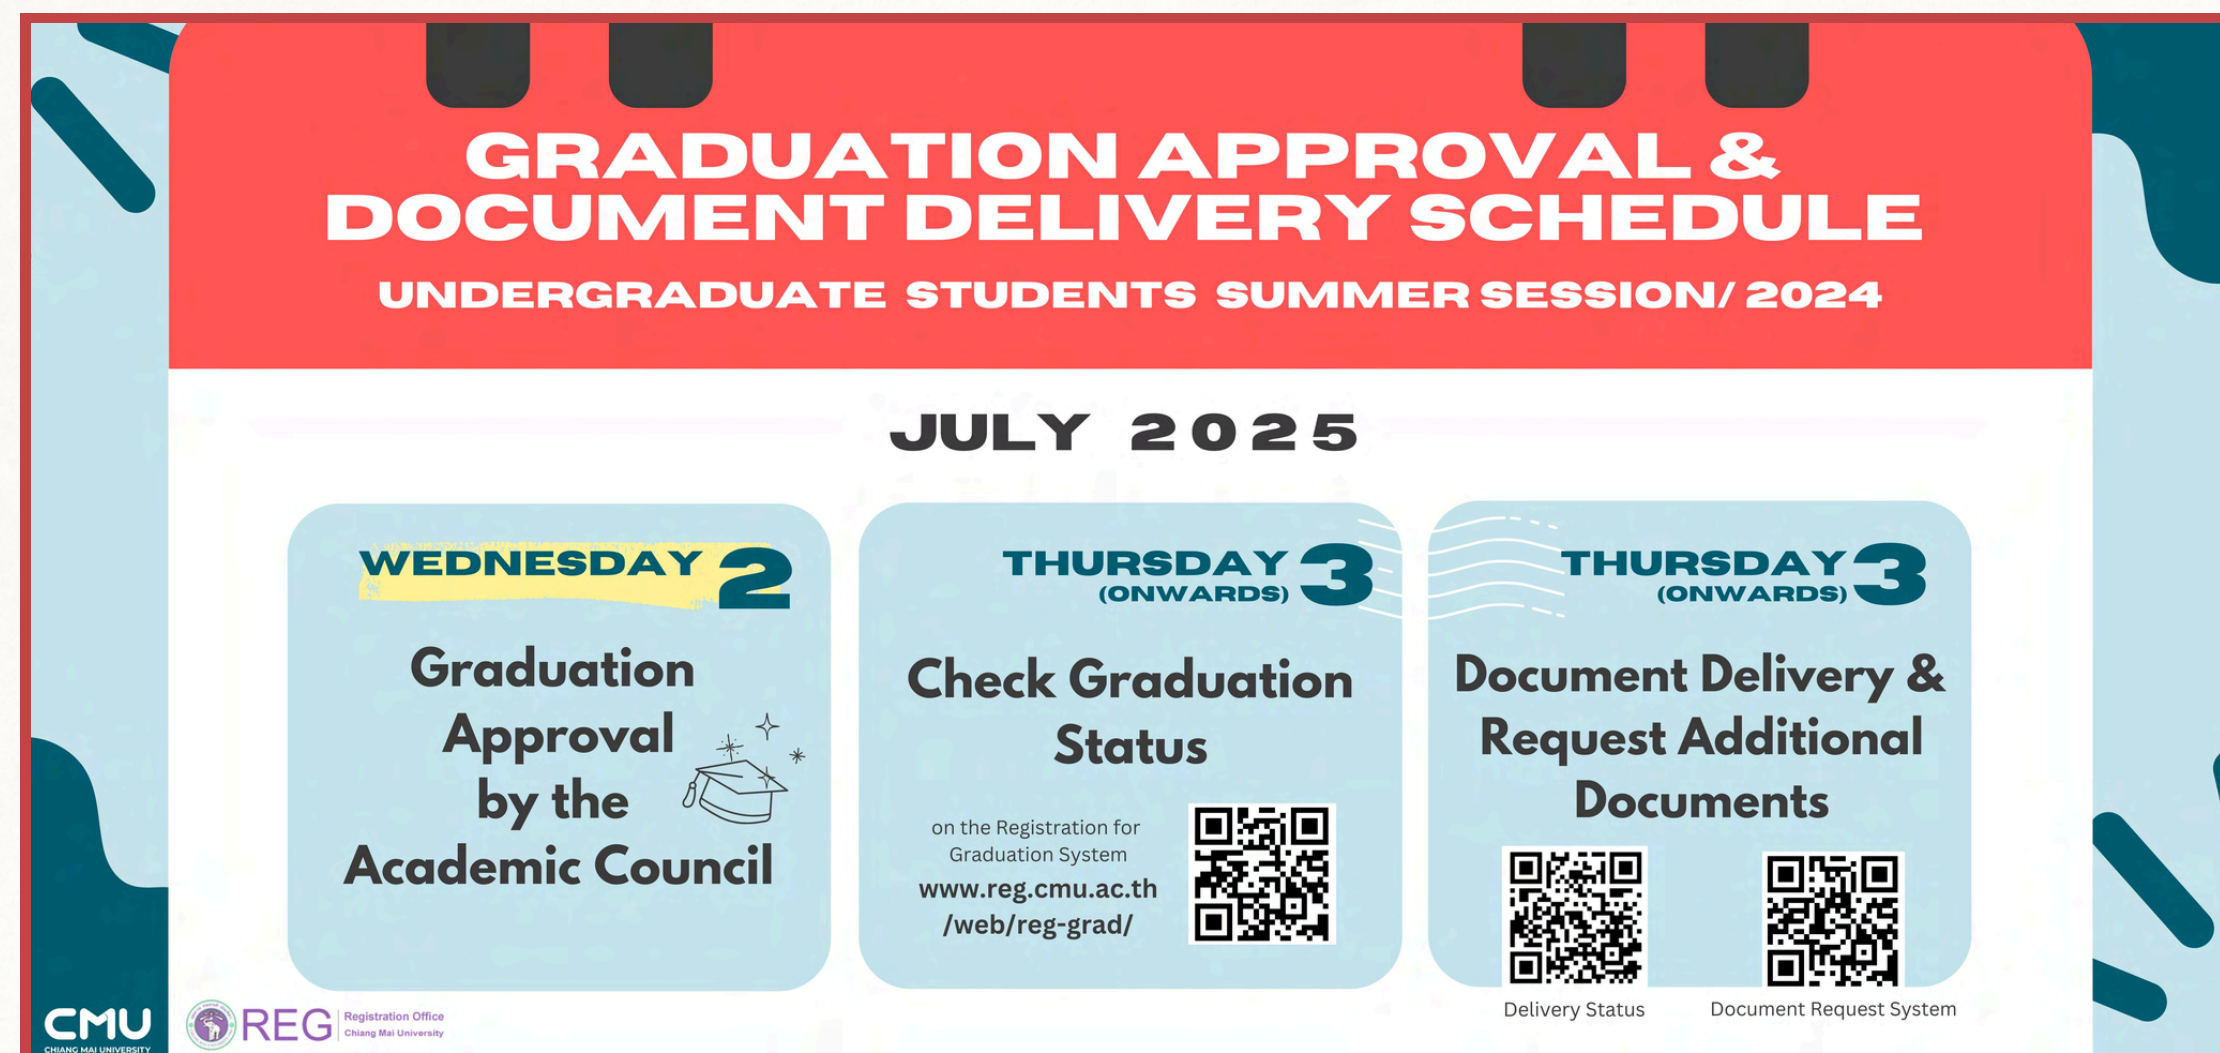 GRADUATION APPROVAL &
DOCUMENT DELIVERY SCHEDULE
UNDERGRADUATE STUDENTS SUMMER SESSION/ 2024
JULY 2025
WEDNESDAY 2
Graduation
Approval
by the
Academic Council
THURSDAY 3
(ONWARDS)
Check Graduation
Status
on the Registration for
Graduation System
www.reg.cmu.ac.th
/web/reg-grad/
THURSDAY 3
(ONWARDS)
Document Delivery &
Request Additional
Documents
Delivery Status
Document Request System
CMU
CHIANG MAI UNIVERSITY
REG
Registration Office
Chiang Mai University